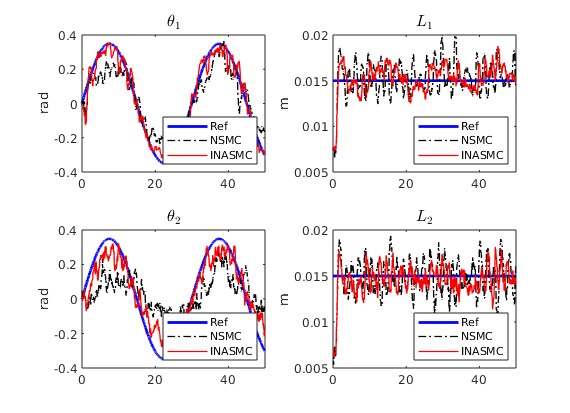 θ1
0.4
0.2
0
-0.2
-0.4
rad
Ref
NSMC
INASMC
0
20
40
L1
0.02
0.015
0.01
0.005
m
Ref
NSMC
INASMC
0
20
40
θ2
0.4
0.2
0
-0.2
-0.4
rad
Ref
NSMC
INASMC
0
20
40
L2
0.02
0.015
0.01
0.005
m
Ref
NSMC
INASMC
0
20
40